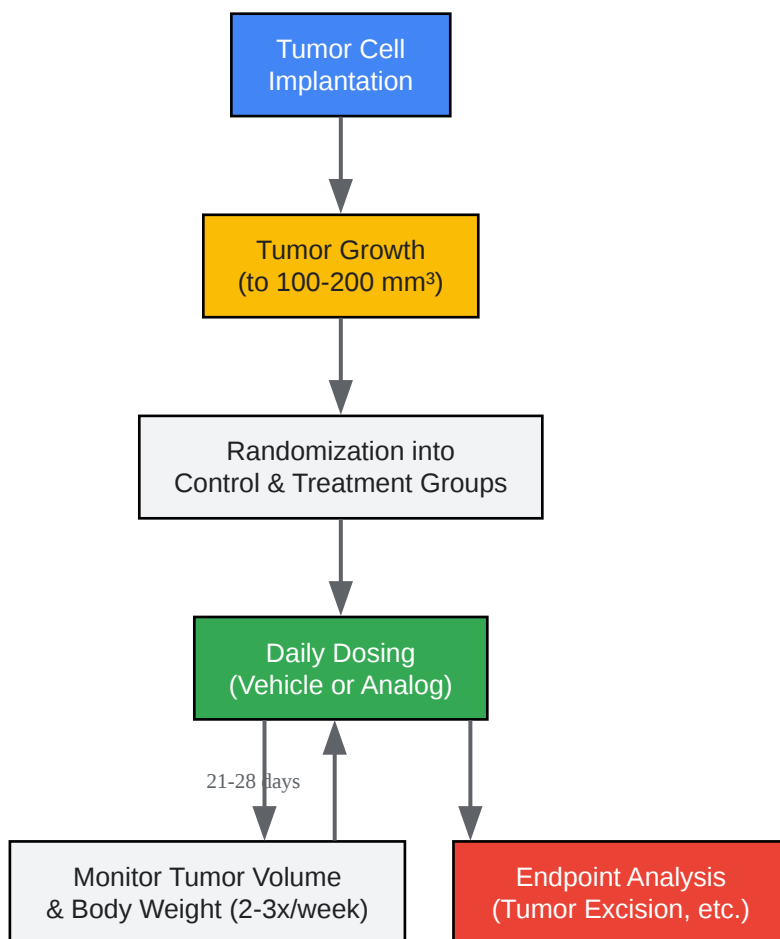 Tumor Cell
Implantation
Tumor Growth
(to 100-200 mm³)
Randomization into
Control & Treatment Groups
Daily Dosing
(Vehicle or Analog)
21-28 days
Monitor Tumor Volume
& Body Weight (2-3x/week)
Endpoint Analysis
(Tumor Excision, etc.)